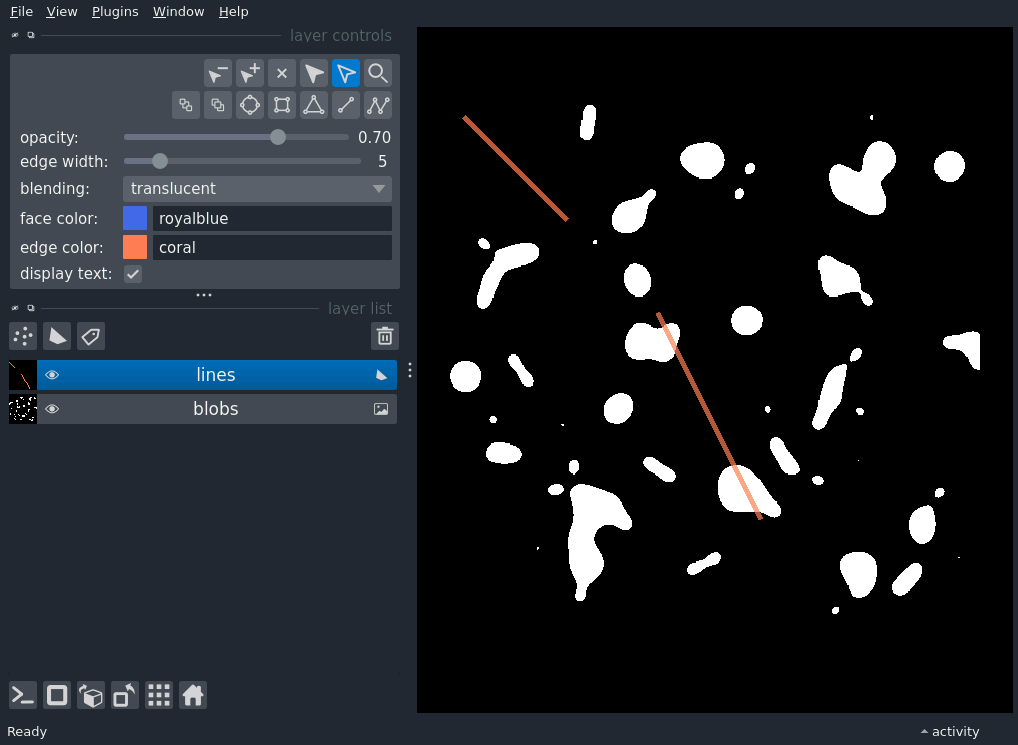 File View Plugins Window Help
layer controls
opacity: 0.70
edge width: 5
blending: translucent
face color: royalblue
edge color: coral
display text:
layer list
lines
blobs
Ready
activity